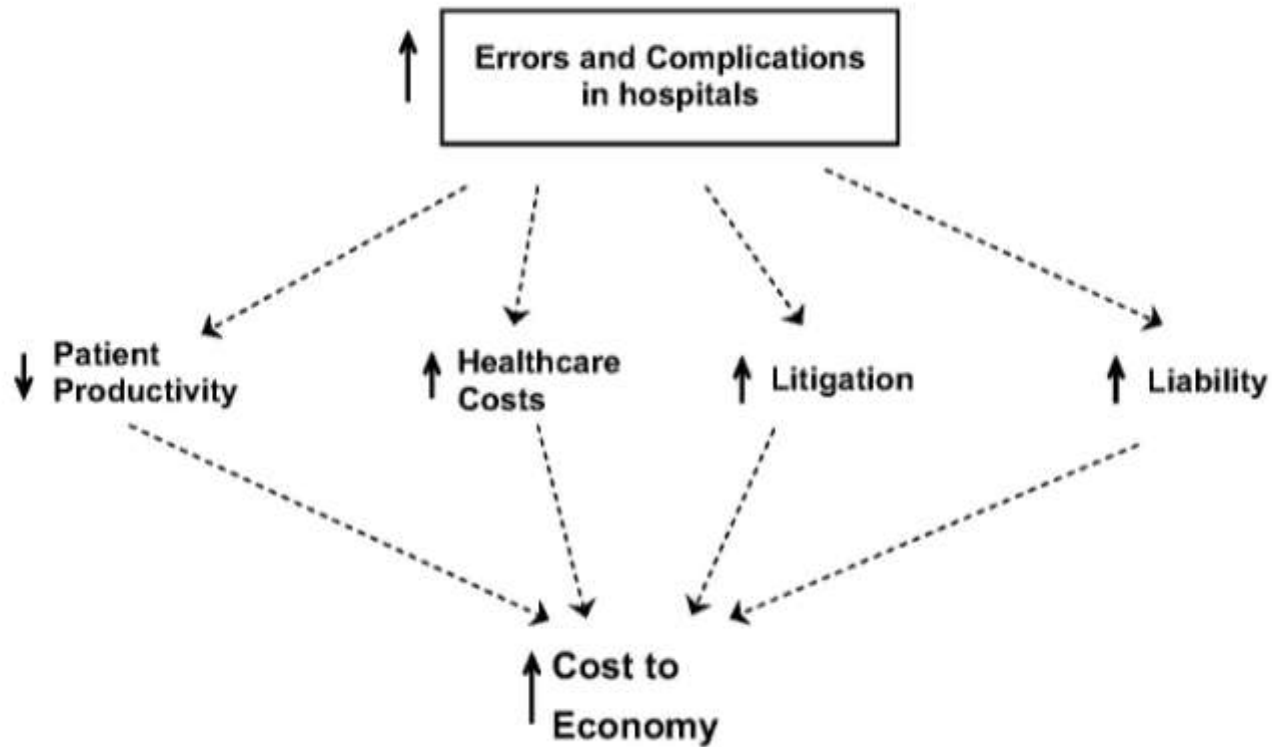 Errors and Complications
in hospitals
Patient
Productivity
Healthcare
Costs
Litigation
Liability
Cost to
Economy